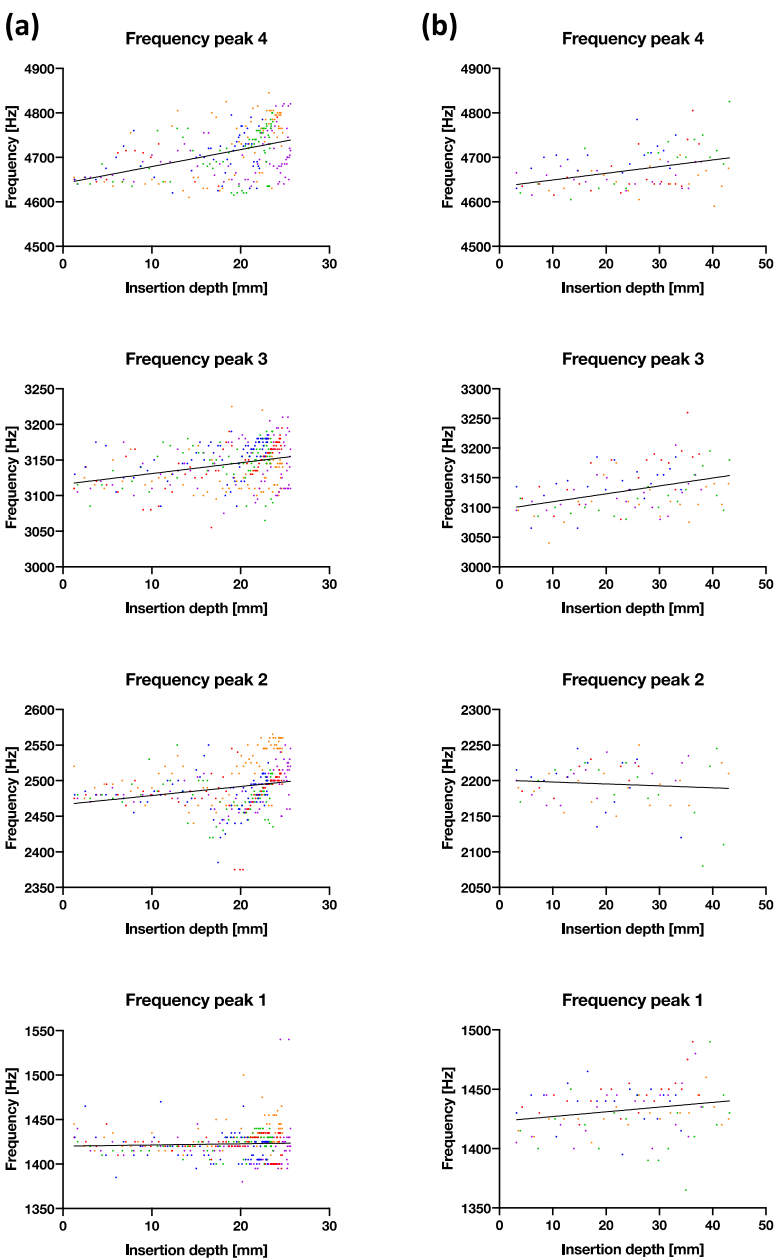 (a)
(b)
Frequency peak 4
Frequency [Hz]
4900
4800
4700
4600
4500
0 10 20 30
Insertion depth [mm]
Frequency peak 4
Frequency [Hz]
4900
4800
4700
4600
4500
0 10 20 30 40 50
Insertion depth [mm]
Frequency peak 3
Frequency [Hz]
3250
3200
3150
3100
3050
3000
0 10 20 30
Insertion depth [mm]
Frequency peak 3
Frequency [Hz]
3300
3250
3200
3150
3100
3050
3000
0 10 20 30 40 50
Insertion depth [mm]
Frequency peak 2
Frequency [Hz]
2600
2550
2500
2450
2400
2350
0 10 20 30
Insertion depth [mm]
Frequency peak 2
Frequency [Hz]
2300
2250
2200
2150
2100
2050
0 10 20 30 40 50
Insertion depth [mm]
Frequency peak 1
Frequency [Hz]
1550
1500
1450
1400
1350
0 10 20 30
Insertion depth [mm]
Frequency peak 1
Frequency [Hz]
1500
1450
1400
1350
0 10 20 30 40 50
Insertion depth [mm]